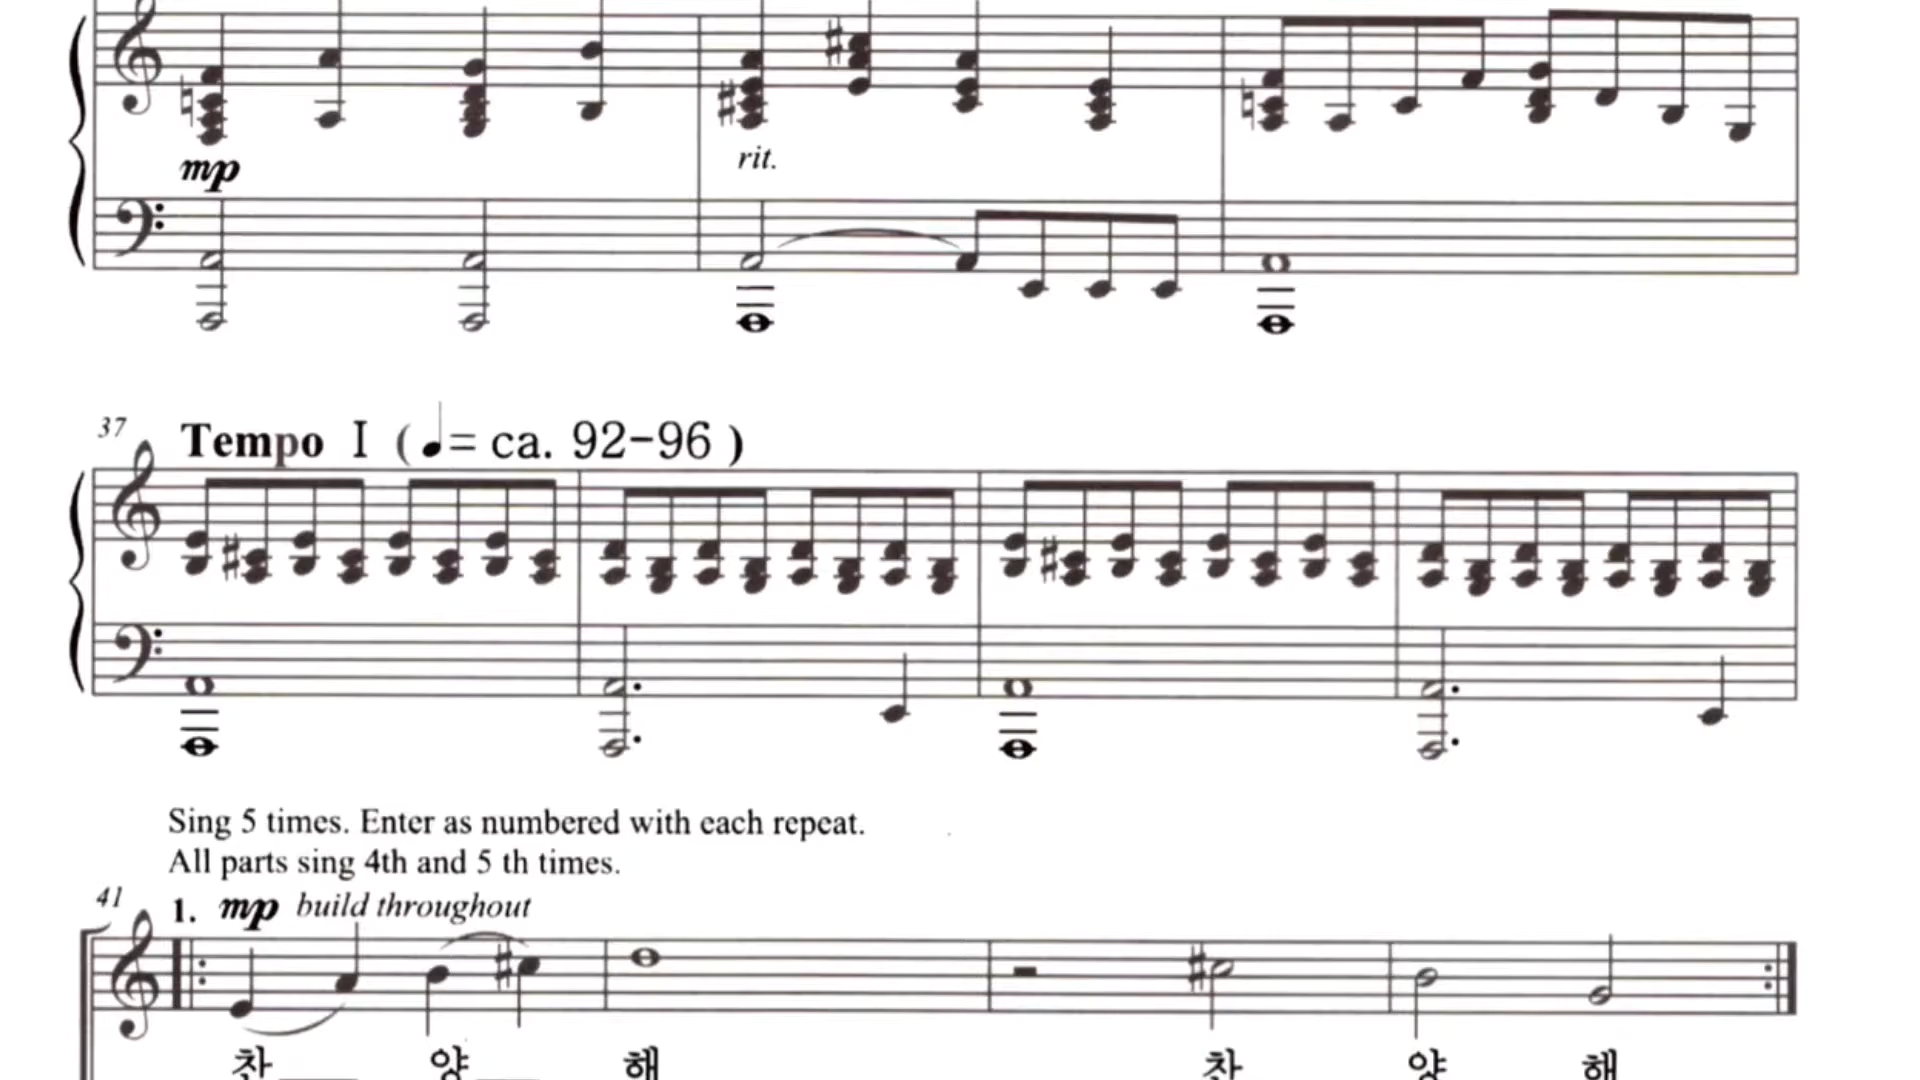 mp
rit.
37
Tempo I ( ♩= ca. 92-96 )
Sing 5 times. Enter as numbered with each repeat.
All parts sing 4th and 5 th times.
41
1. mp build throughout
찬 양 해 찬 양 해